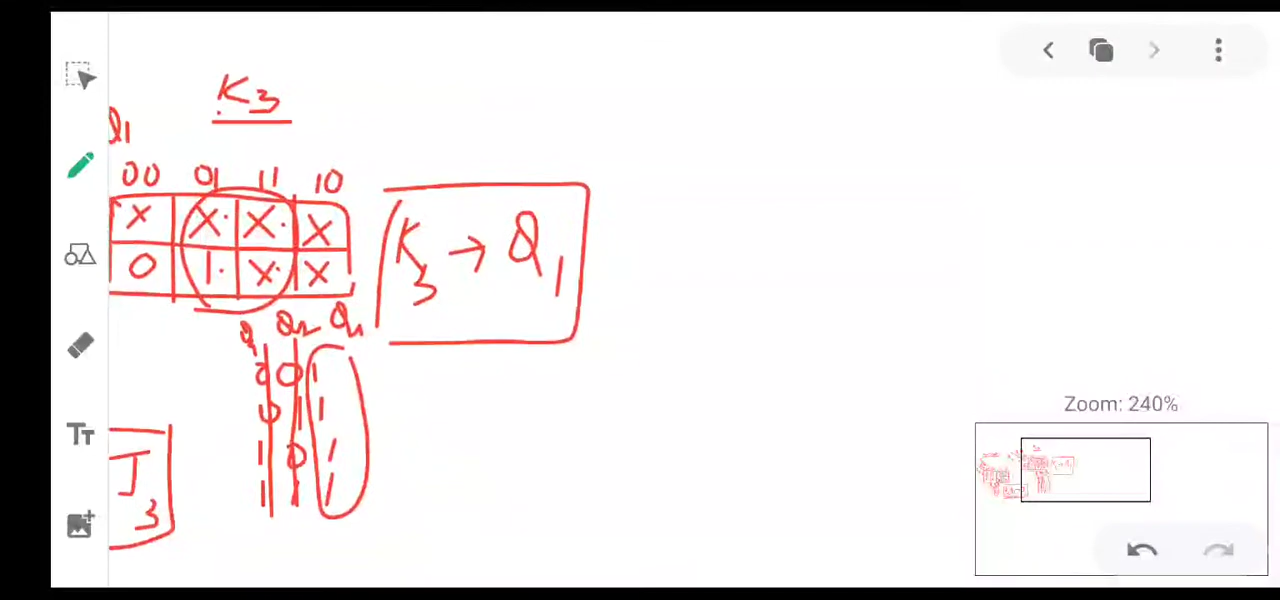 K3
Q1
00 01 11 10
X X X X
0 1 X X
K3 → Q1
Q2 Q1
0 0 1
0 1 1
1 0 1
1 1 1
J3
Zoom: 240%
Tt